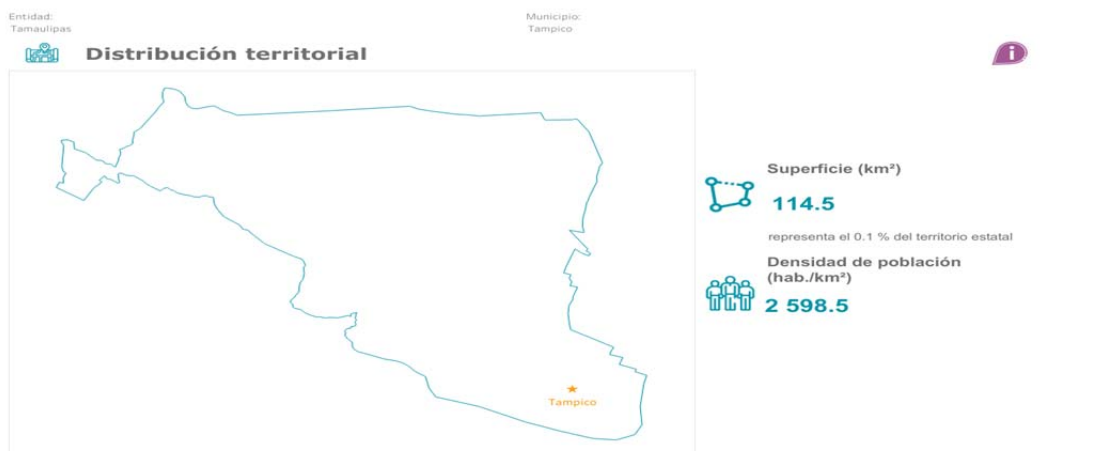 Entidad:
Tamaulipas
Municipio:
Tampico
Distribución territorial
i
Superficie (km²)
114.5
representa el 0.1 % del territorio estatal
Densidad de población
(hab./km²)
2 598.5
Tampico